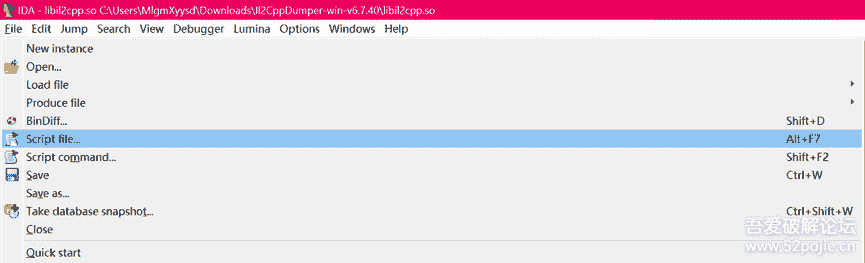 IDA - libil2cpp.so C:\Users\MlgmXyysd\Downloads\Il2CppDumper-win-v6.7.40\libil2cpp.so
File Edit Jump Search View Debugger Lumina Options Windows Help
New instance
Open...
Load file
Produce file
BinDiff... Shift+D
Script file... Alt+F7
Script command... Shift+F2
Save Ctrl+W
Save as...
Take database snapshot... Ctrl+Shift+W
Close
Quick start
吾爱破解论坛
www.52pojie.cn